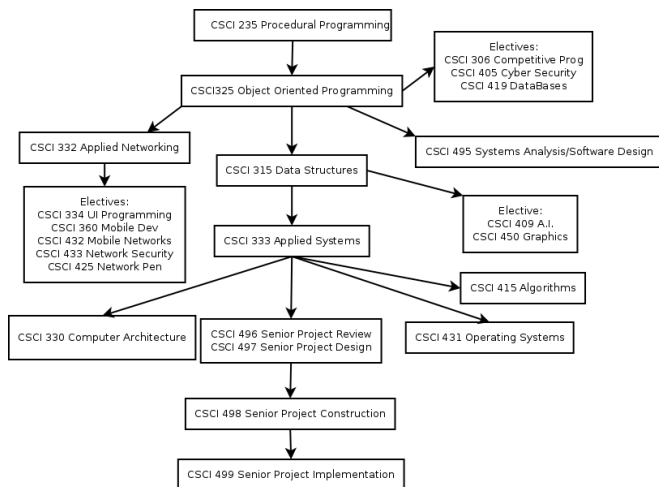 CSCI 235 Procedural Programming
Electives:
CSCI 306 Competitive Prog
CSCI 405 Cyber Security
CSCI 419 DataBases
CSCI325 Object Oriented Programming
CSCI 332 Applied Networking
CSCI 495 Systems Analysis/Software Design
CSCI 315 Data Structures
Electives:
CSCI 334 UI Programming
CSCI 360 Mobile Dev
CSCI 432 Mobile Networks
CSCI 433 Network Security
CSCI 425 Network Pen
Elective:
CSCI 409 A.I.
CSCI 450 Graphics
CSCI 333 Applied Systems
CSCI 415 Algorithms
CSCI 330 Computer Architecture
CSCI 496 Senior Project Review
CSCI 497 Senior Project Design
CSCI 431 Operating Systems
CSCI 498 Senior Project Construction
CSCI 499 Senior Project Implementation